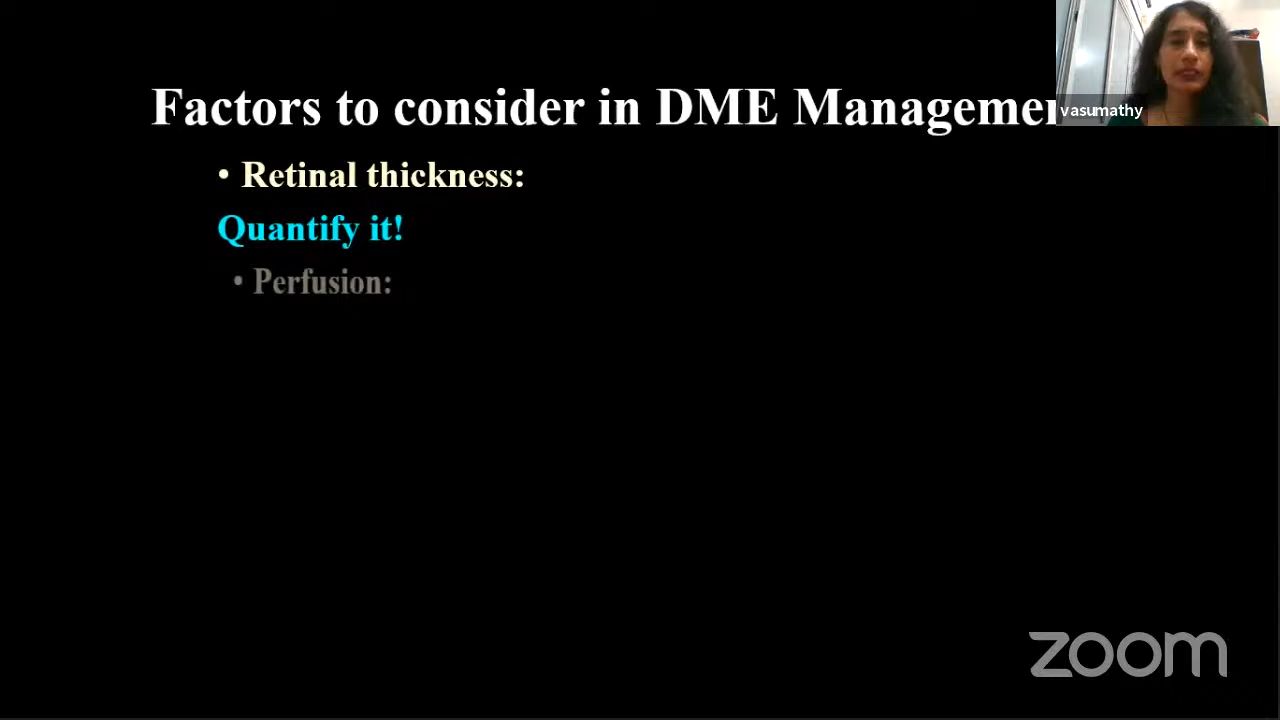 Factors to consider in DME Managemen
• Retinal thickness:
Quantify it!
• Perfusion:
vasumathy
zoom